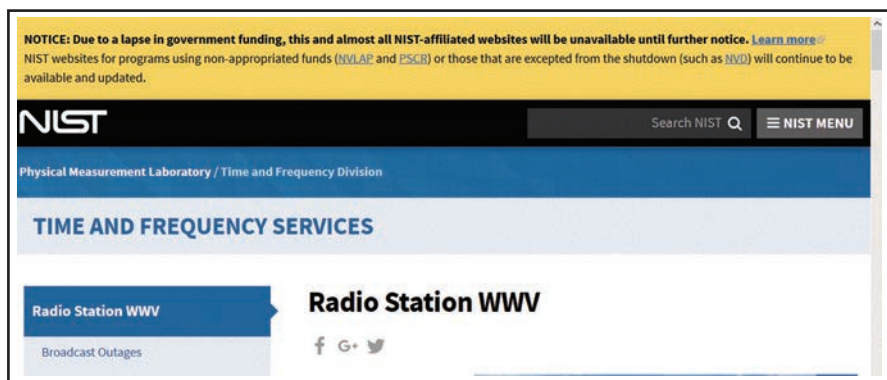 NOTICE: Due to a lapse in government funding, this and almost all NIST-affiliated websites will be unavailable until further notice. Learn more
NIST websites for programs using non-appropriated funds (NVLAP and PSCR) or those that are excepted from the shutdown (such as NVD) will continue to be
available and updated.
NIST
Search NIST
NIST MENU
Physical Measurement Laboratory / Time and Frequency Division
TIME AND FREQUENCY SERVICES
Radio Station WWV
Radio Station WWV
Broadcast Outages
f G+